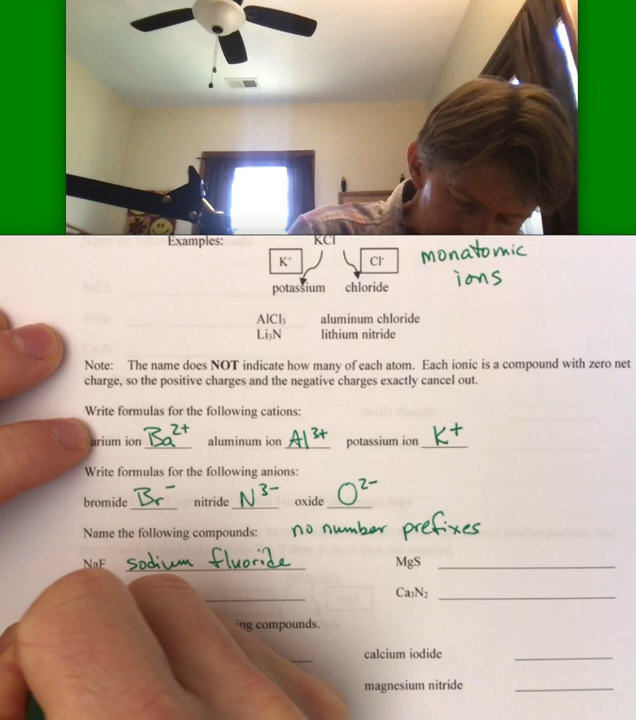 Examples: KCl
K⁺ Cl⁻ monatomic
ions
potassium chloride
AlCl₃ aluminum chloride
Li₃N lithium nitride
Note: The name does NOT indicate how many of each atom. Each ionic is a compound with zero net
charge, so the positive charges and the negative charges exactly cancel out.
Write formulas for the following cations:
arium ion Ba²⁺ aluminum ion Al³⁺ potassium ion K⁺
Write formulas for the following anions:
bromide Br⁻ nitride N³⁻ oxide O²⁻
Name the following compounds: no number prefixes
NaF sodium fluoride MgS
Ca₃N₂
ing compounds.
calcium iodide
magnesium nitride